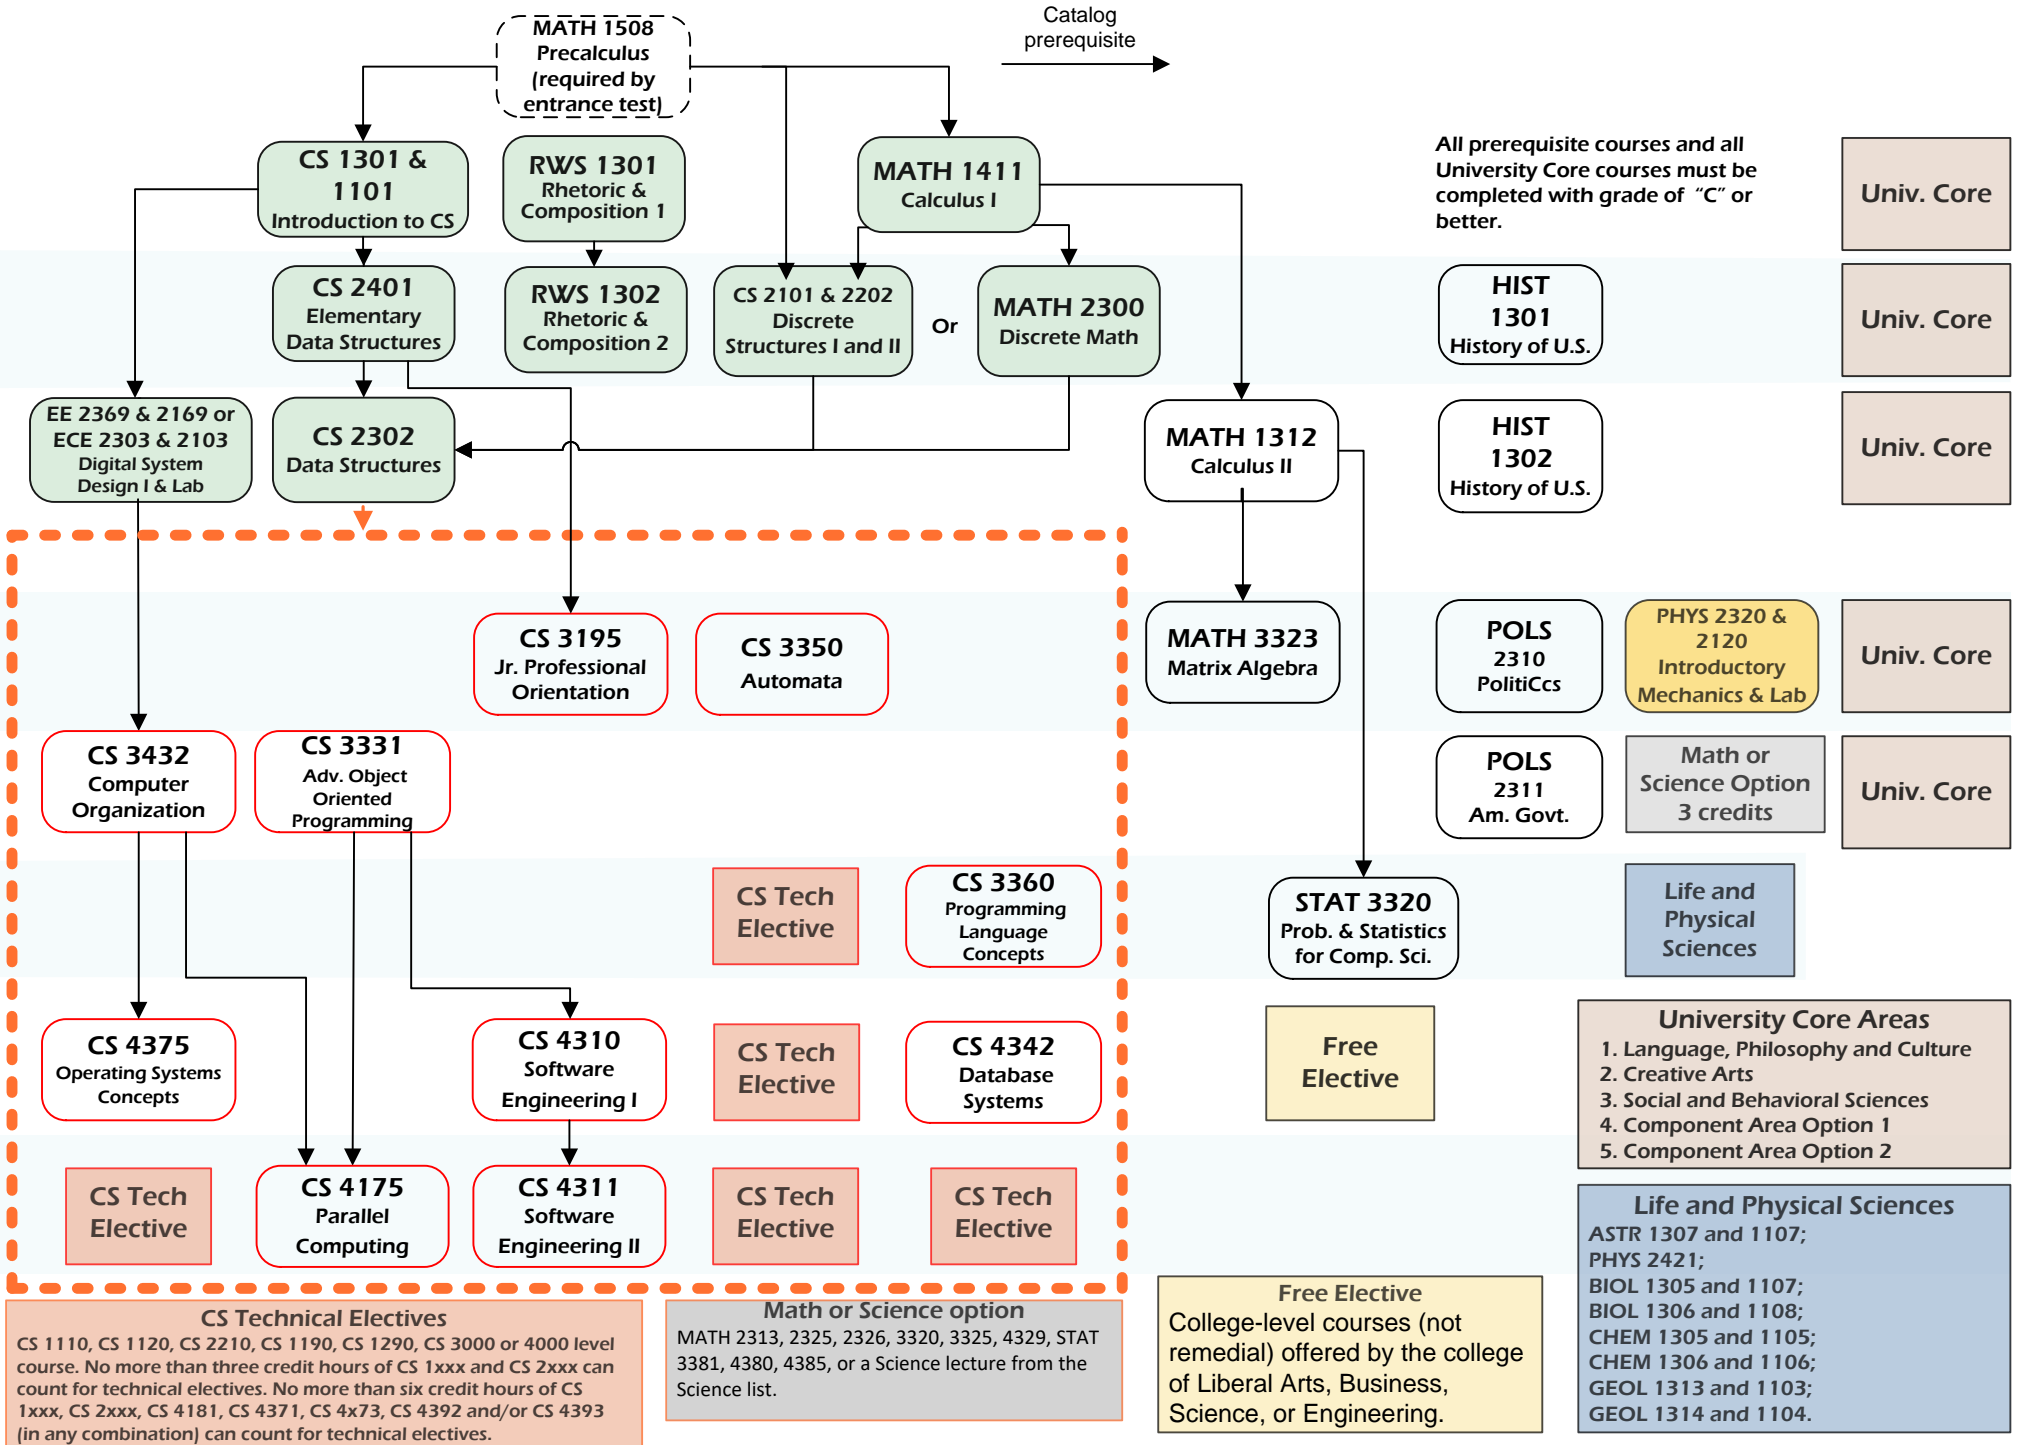 MATH 1508
Precalculus
(required by
entrance test)
Catalog
prerequisite
CS 1301 &
1101
Introduction to CS
RWS 1301
Rhetoric &
Composition 1
MATH 1411
Calculus I
All prerequisite courses and all
University Core courses must be
completed with grade of “C” or
better.
Univ. Core
CS 2401
Elementary
Data Structures
RWS 1302
Rhetoric &
Composition 2
CS 2101 & 2202
Discrete
Structures I and II
Or
MATH 2300
Discrete Math
HIST
1301
History of U.S.
Univ. Core
EE 2369 & 2169 or
ECE 2303 & 2103
Digital System
Design I & Lab
CS 2302
Data Structures
MATH 1312
Calculus II
HIST
1302
History of U.S.
Univ. Core
CS 3195
Jr. Professional
Orientation
CS 3350
Automata
MATH 3323
Matrix Algebra
POLS
2310
PolitiCcs
PHYS 2320 &
2120
Introductory
Mechanics & Lab
Univ. Core
CS 3432
Computer
Organization
CS 3331
Adv. Object
Oriented
Programming
POLS
2311
Am. Govt.
Math or
Science Option
3 credits
Univ. Core
CS Tech
Elective
CS 3360
Programming
Language
Concepts
STAT 3320
Prob. & Statistics
for Comp. Sci.
Life and
Physical
Sciences
CS 4375
Operating Systems
Concepts
CS 4310
Software
Engineering I
CS Tech
Elective
CS 4342
Database
Systems
Free
Elective
University Core Areas
1. Language, Philosophy and Culture
2. Creative Arts
3. Social and Behavioral Sciences
4. Component Area Option 1
5. Component Area Option 2
CS Tech
Elective
CS 4175
Parallel
Computing
CS 4311
Software
Engineering II
CS Tech
Elective
CS Tech
Elective
Life and Physical Sciences
ASTR 1307 and 1107;
PHYS 2421;
BIOL 1305 and 1107;
BIOL 1306 and 1108;
CHEM 1305 and 1105;
CHEM 1306 and 1106;
GEOL 1313 and 1103;
GEOL 1314 and 1104.
CS Technical Electives
CS 1110, CS 1120, CS 2210, CS 1190, CS 1290, CS 3000 or 4000 level
course. No more than three credit hours of CS 1xxx and CS 2xxx can
count for technical electives. No more than six credit hours of CS
1xxx, CS 2xxx, CS 4181, CS 4371, CS 4x73, CS 4392 and/or CS 4393
(in any combination) can count for technical electives.
Math or Science option
MATH 2313, 2325, 2326, 3320, 3325, 4329, STAT
3381, 4380, 4385, or a Science lecture from the
Science list.
Free Elective
College-level courses (not
remedial) offered by the college
of Liberal Arts, Business,
Science, or Engineering.